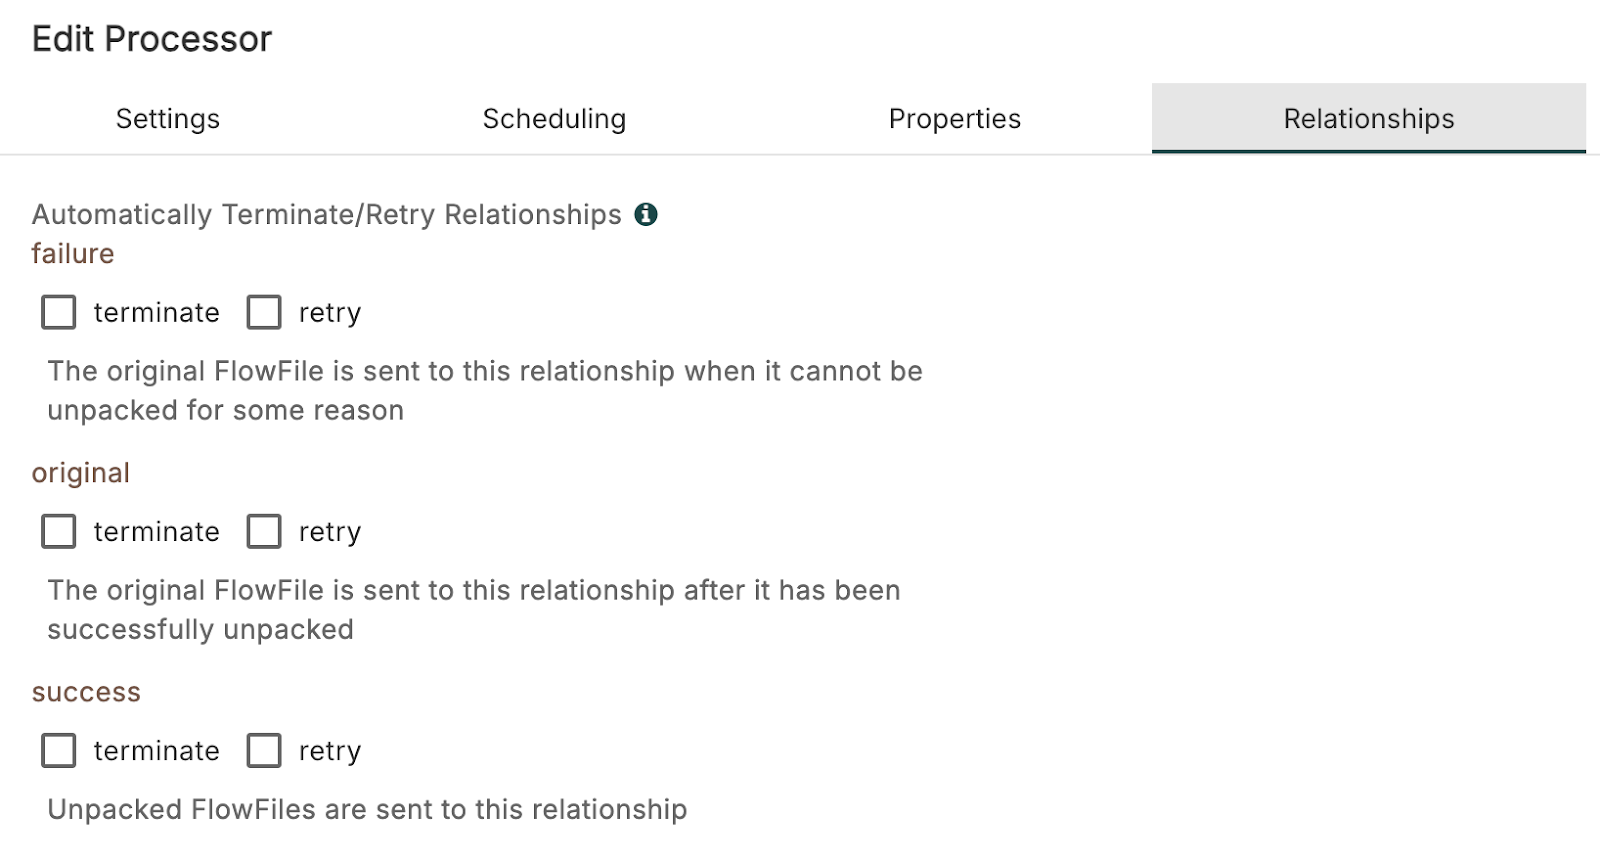 Edit Processor
Settings Scheduling Properties Relationships
Automatically Terminate/Retry Relationships
failure
terminate retry
The original FlowFile is sent to this relationship when it cannot be
unpacked for some reason
original
terminate retry
The original FlowFile is sent to this relationship after it has been
successfully unpacked
success
terminate retry
Unpacked FlowFiles are sent to this relationship